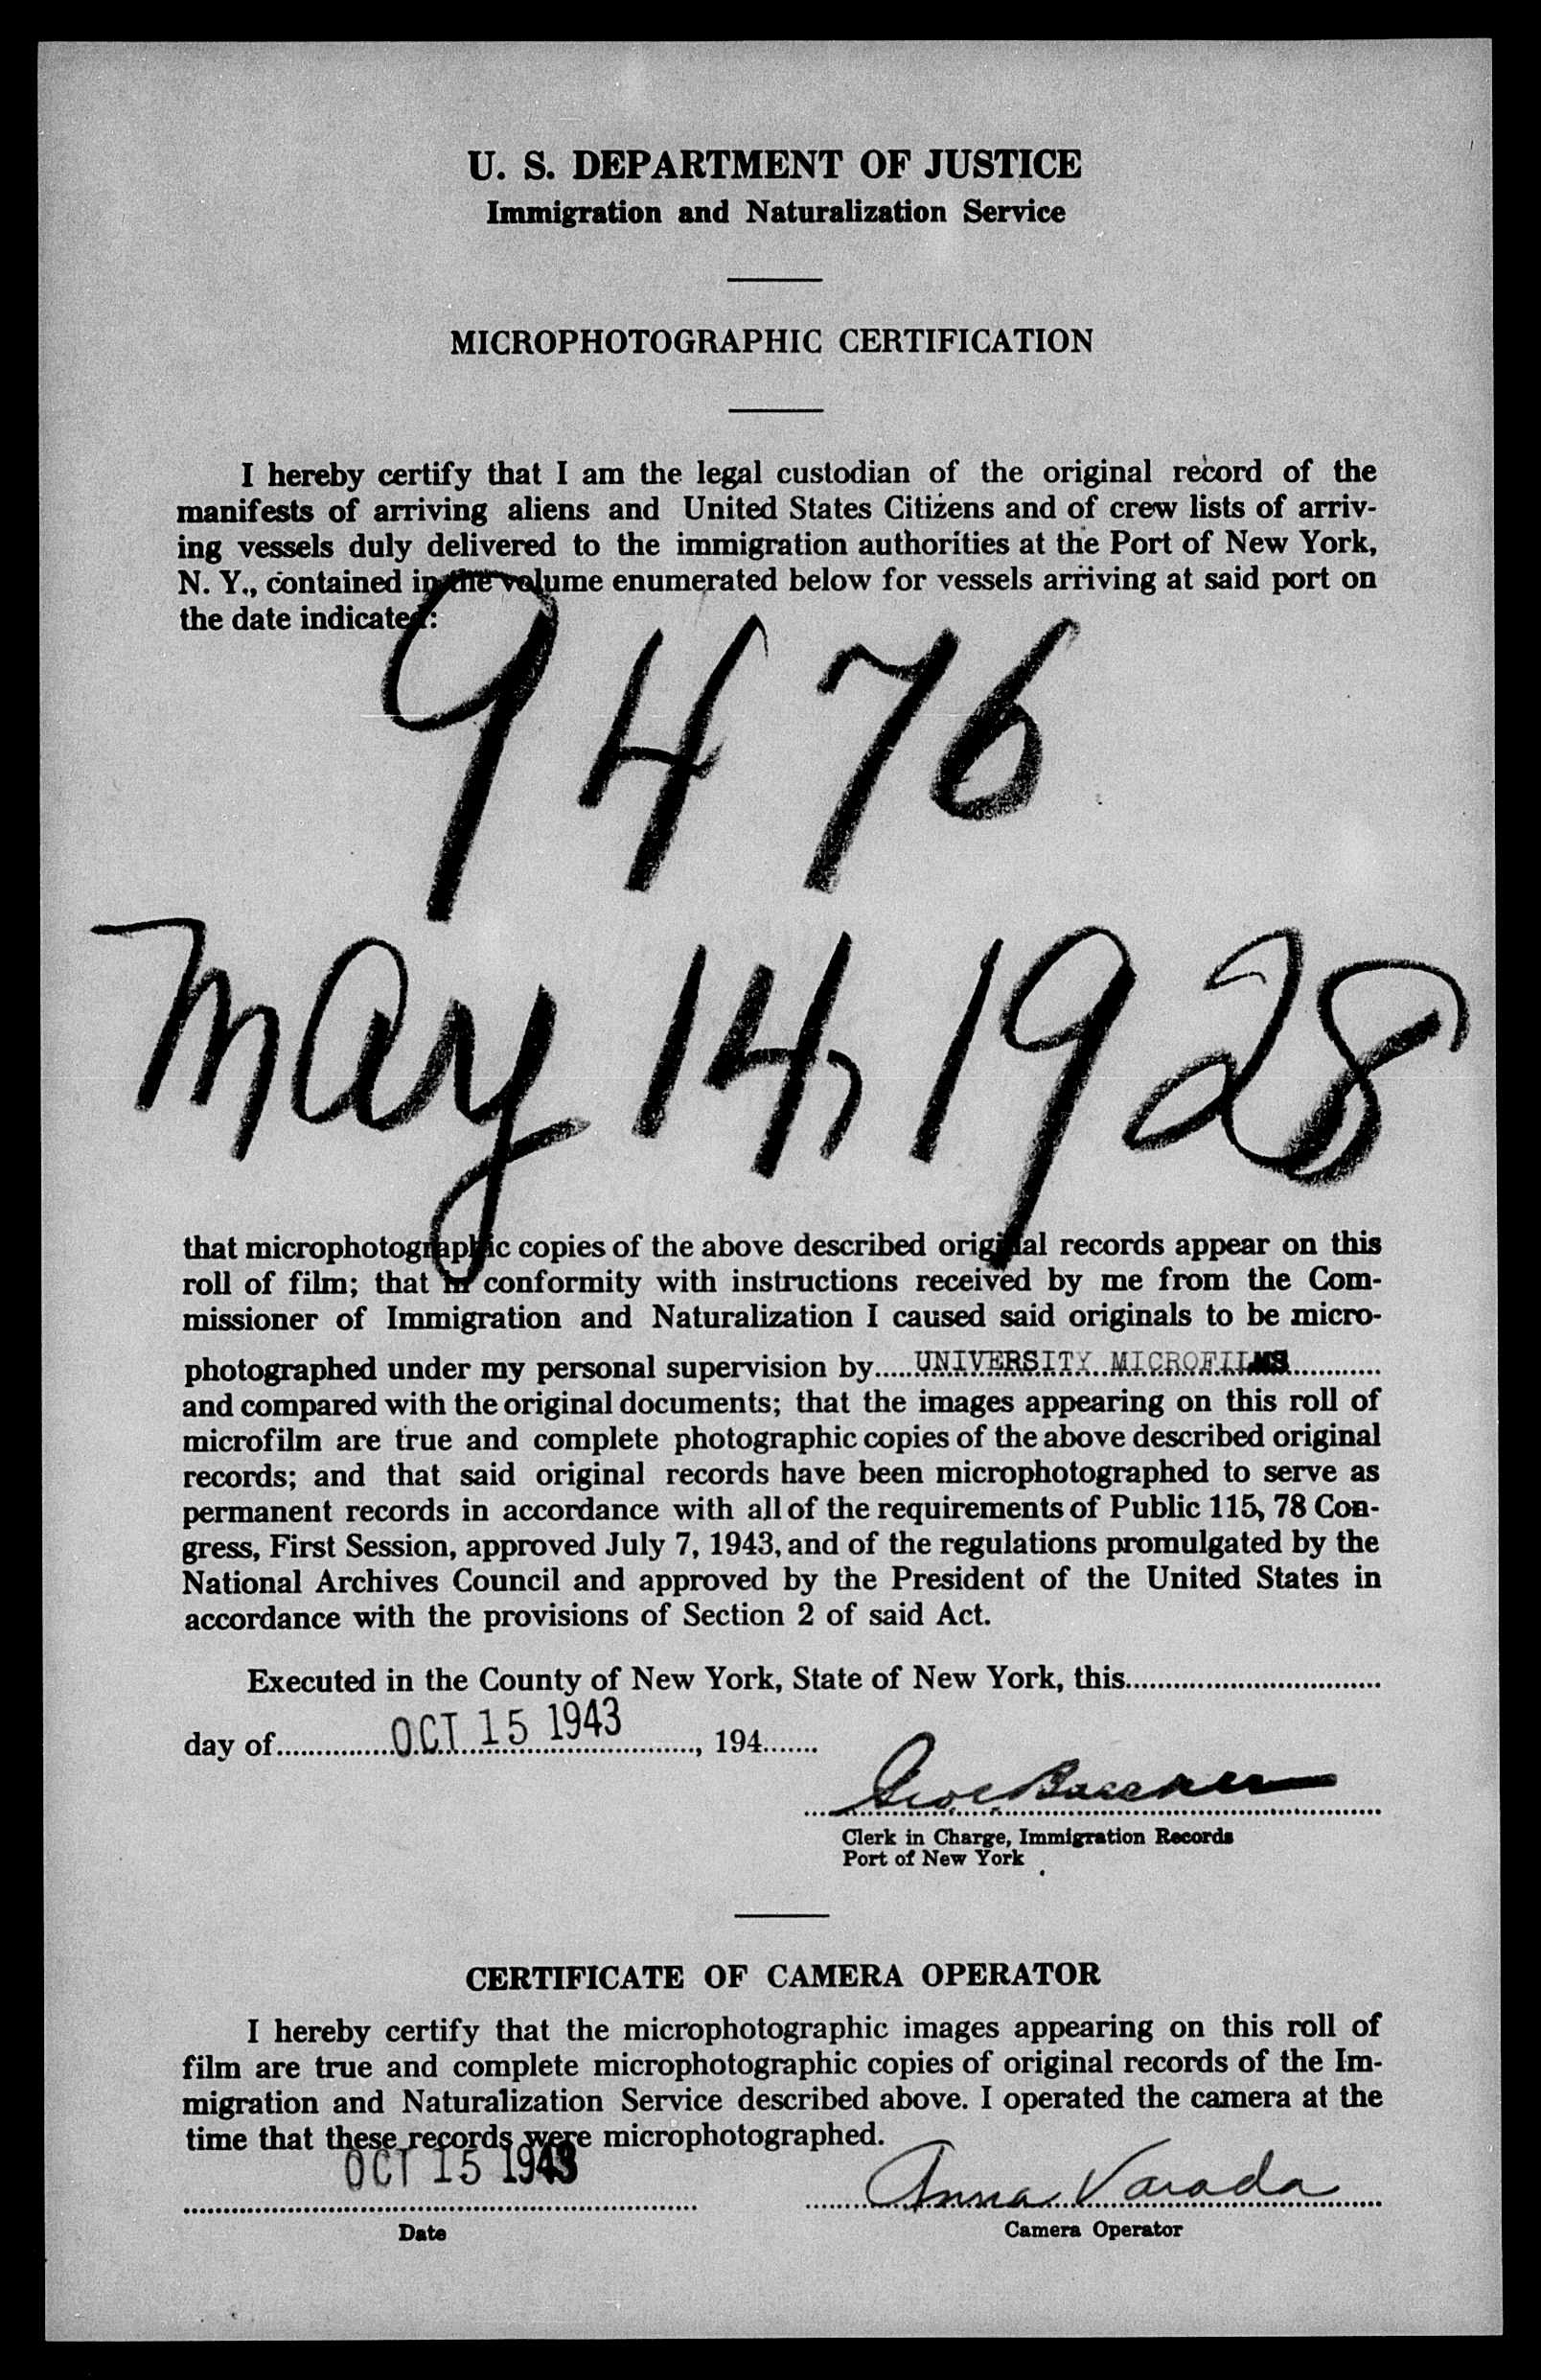 U. S. DEPARTMENT OF JUSTICE
Immigration and Naturalization Service
MICROPHOTOGRAPHIC CERTIFICATION
I hereby certify that I am the legal custodian of the original record of the
manifests of arriving aliens and United States Citizens and of crew lists of arriv-
ing vessels duly delivered to the immigration authorities at the Port of New York,
N. Y., contained in the volume enumerated below for vessels arriving at said port on
the date indicated:
9476
May 14, 1928
that microphotographic copies of the above described original records appear on this
roll of film; that in conformity with instructions received by me from the Com-
missioner of Immigration and Naturalization I caused said originals to be micro-
photographed under my personal supervision by.....UNIVERSITY MICROFILMS............
and compared with the original documents; that the images appearing on this roll of
microfilm are true and complete photographic copies of the above described original
records; and that said original records have been microphotographed to serve as
permanent records in accordance with all of the requirements of Public 115, 78 Con-
gress, First Session, approved July 7, 1943, and of the regulations promulgated by the
National Archives Council and approved by the President of the United States in
accordance with the provisions of Section 2 of said Act.
Executed in the County of New York, State of New York, this................................
day of...............OCT 15 1943.............................., 194.......
Clerk in Charge, Immigration Records
Port of New York
CERTIFICATE OF CAMERA OPERATOR
I hereby certify that the microphotographic images appearing on this roll of
film are true and complete microphotographic copies of original records of the Im-
migration and Naturalization Service described above. I operated the camera at the
time that these records were microphotographed.
OCT 15 1943 Anna Varada
Date Camera Operator